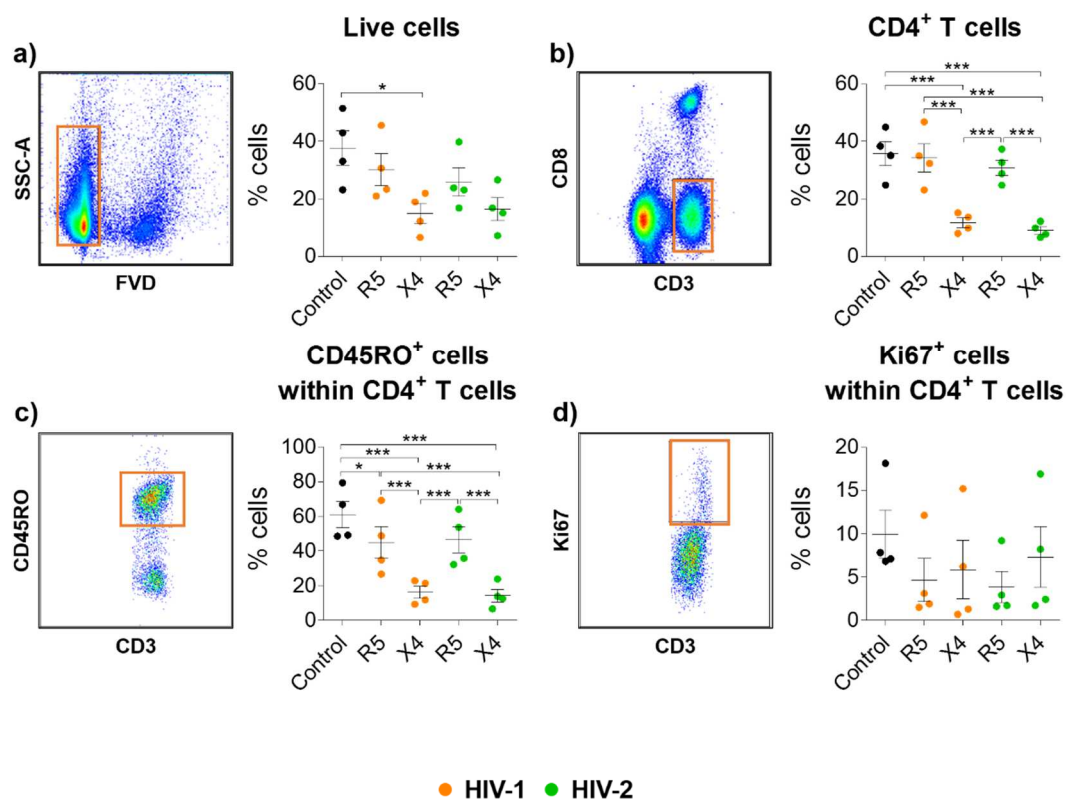 a)
Live cells
SSC-A
FVD
% cells
60
40
20
0
*
Control
R5
X4
R5
X4
b)
CD4+ T cells
CD8
CD3
% cells
60
40
20
0
***
***
***
***
***
***
Control
R5
X4
R5
X4
c)
CD45RO+ cells
within CD4+ T cells
CD45RO
CD3
% cells
100
80
60
40
20
0
***
***
*
***
***
***
***
Control
R5
X4
R5
X4
d)
Ki67+ cells
within CD4+ T cells
Ki67
CD3
% cells
20
15
10
5
0
Control
R5
X4
R5
X4
HIV-1 HIV-2